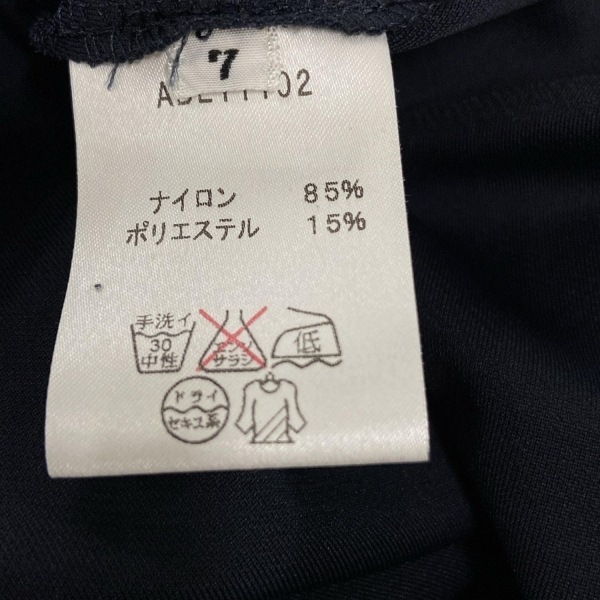 7
ナイロン 85%
ポリエステル 15%
手洗イ
30
中性
エンソ
サラシ
低
ドライ
セキユ系